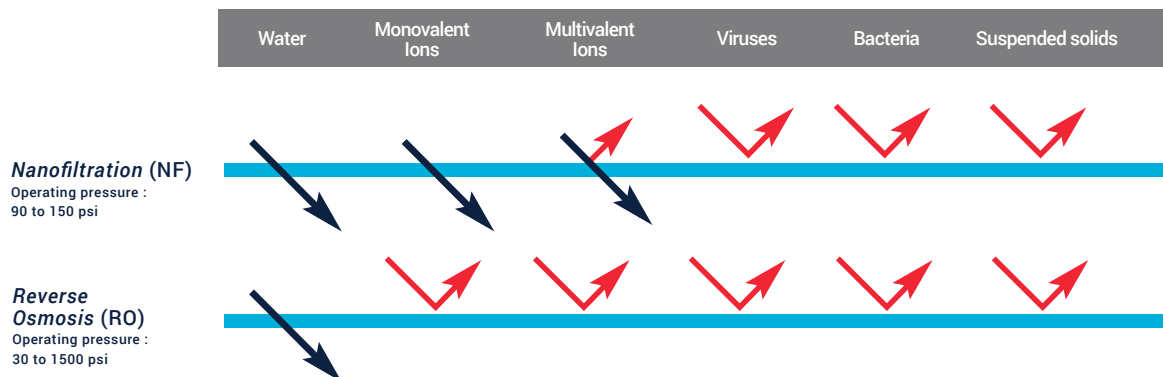 Water
Monovalent
Ions
Multivalent
Ions
Viruses
Bacteria
Suspended solids
Nanofiltration (NF)
Operating pressure :
90 to 150 psi
Reverse
Osmosis (RO)
Operating pressure :
30 to 1500 psi